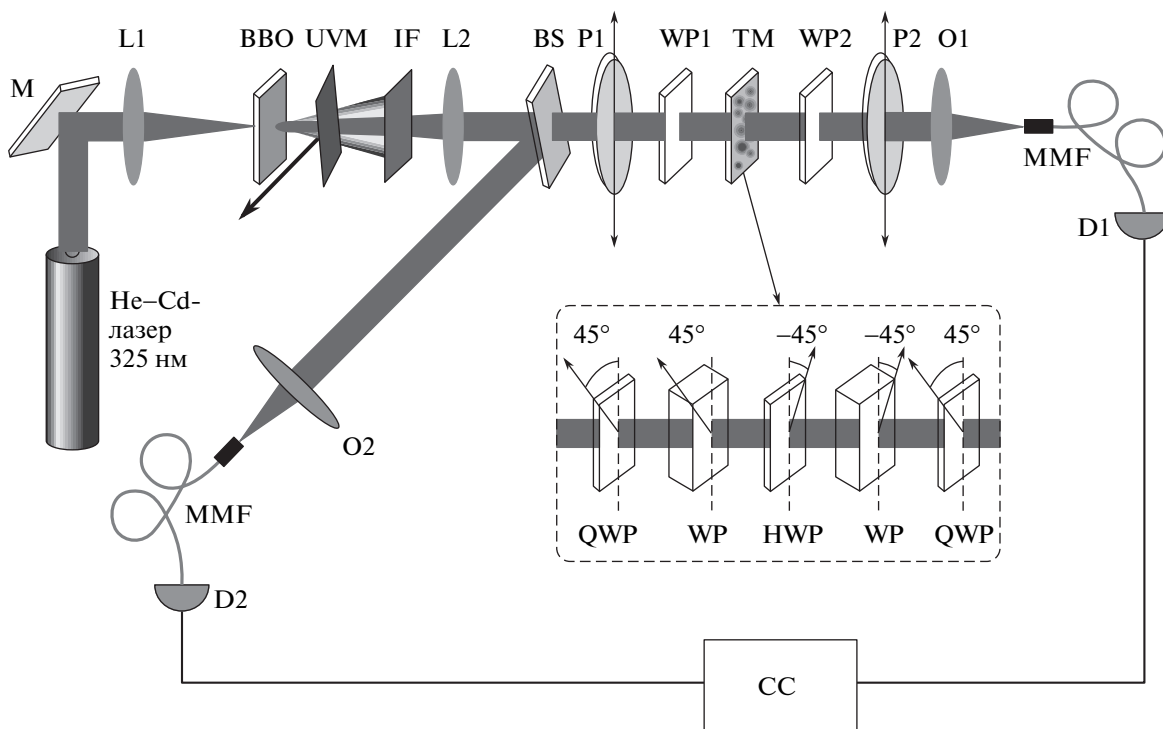 M
L1
BBO
UVM
IF
L2
BS
P1
WP1
TM
WP2
P2
O1
MMF
D1
He–Cd-
лазер
325 нм
O2
MMF
D2
45°
45°
–45°
–45°
45°
QWP
WP
HWP
WP
QWP
CC